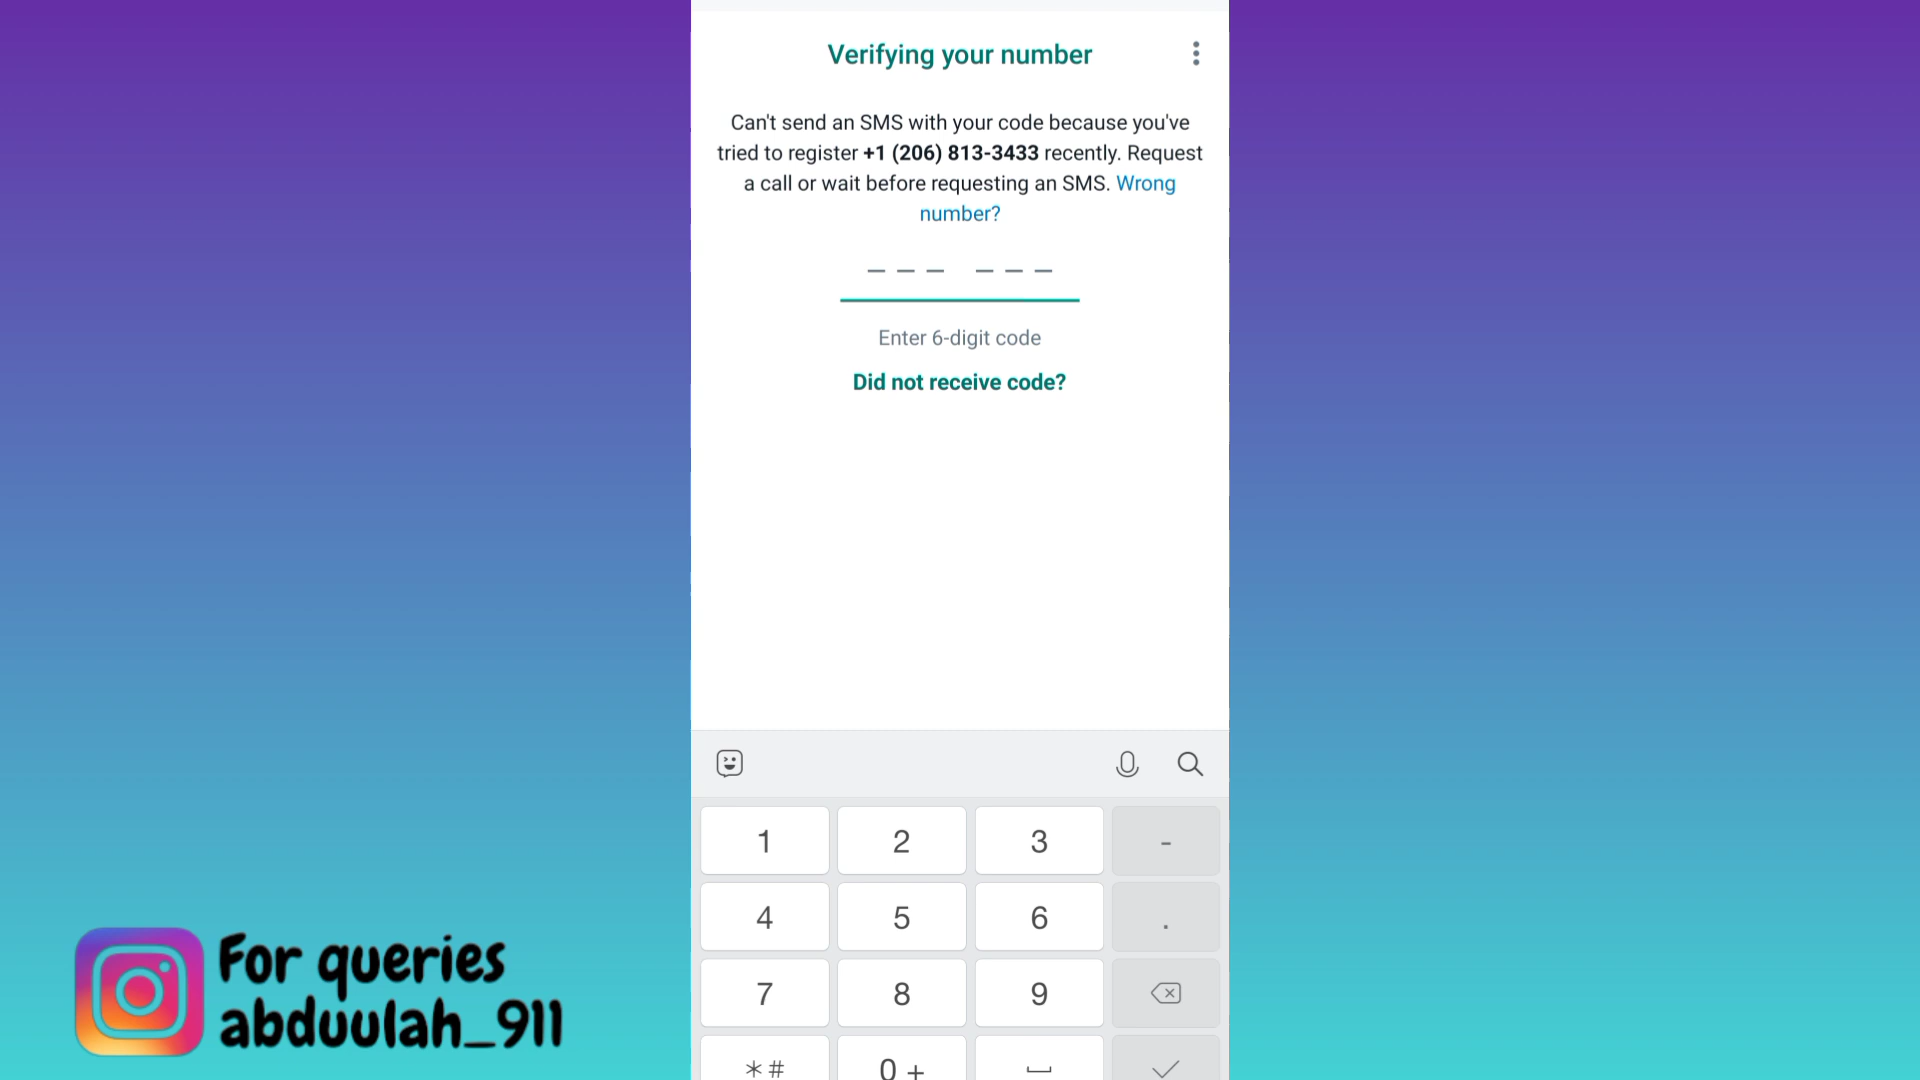 Verifying your number
Can't send an SMS with your code because you've
tried to register +1 (206) 813-3433 recently. Request
a call or wait before requesting an SMS. Wrong
number?
Enter 6-digit code
Did not receive code?
1 2 3 -
4 5 6 .
7 8 9
*# 0 +
For queries
abduulah_911